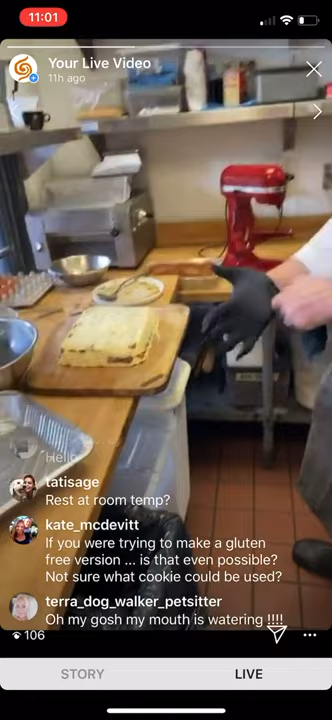 11:01
Your Live Video
11h ago
Hello
tatisage
Rest at room temp?
kate_mcdevitt
If you were trying to make a gluten
free version ... is that even possible?
Not sure what cookie could be used?
terra_dog_walker_petsitter
Oh my gosh my mouth is watering !!!!
106
STORY
LIVE